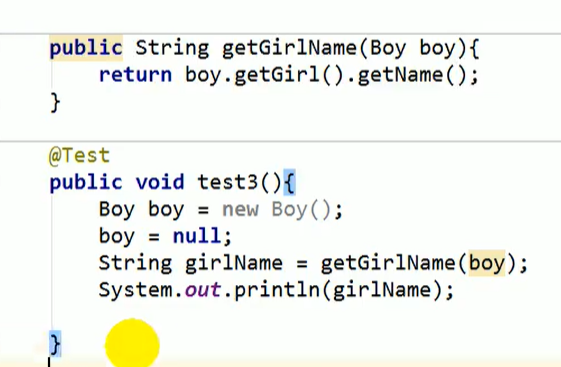 public String getGirlName(Boy boy){
    return boy.getGirl().getName();
}
@Test
public void test3(){
    Boy boy = new Boy();
    boy = null;
    String girlName = getGirlName(boy);
    System.out.println(girlName);
}